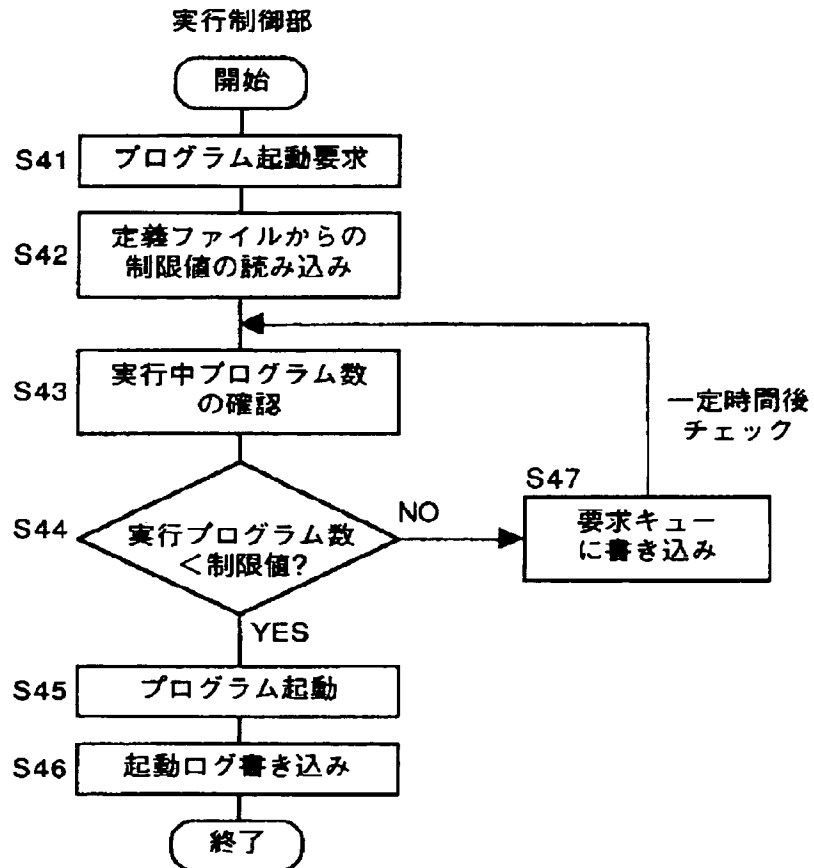 実行制御部
開始
S41
プログラム起動要求
S42
定義ファイルからの
制限値の読み込み
S43
実行中プログラム数
の確認
一定時間後
チェック
S44
実行プログラム数
<制限値?
NO
S47
要求キュー
に書き込み
YES
S45
プログラム起動
S46
起動ログ書き込み
終了